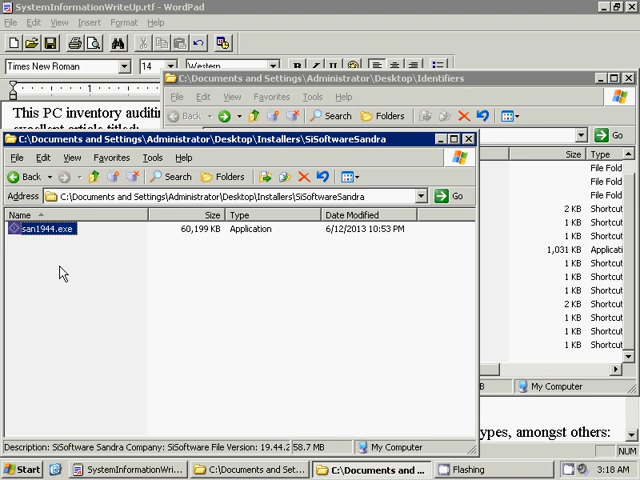 SystemInformationWriteUp.rtf - WordPad
File Edit View Insert Format Help
Times New Roman 14 Western
C:\Documents and Settings\Administrator\Desktop\Identifiers
File Edit View Favorites Tools Help
Back Search Folders
Go
This PC inventory auditin
excellent article titled:
C:\Documents and Settings\Administrator\Desktop\Installers\SiSoftwareSandra
File Edit View Favorites Tools Help
Back Search Folders
Address C:\Documents and Settings\Administrator\Desktop\Installers\SiSoftwareSandra Go
Name Size Type Date Modified
san1944.exe 60,199 KB Application 6/12/2013 10:53 PM
Size Type
File Fold
File Fold
File Fold
2 KB Shortcut
1 KB Shortcut
1 KB Shortcut
1,031 KB Applicati
1 KB Shortcut
1 KB Shortcut
1 KB Shortcut
2 KB Shortcut
1 KB Shortcut
1 KB Shortcut
1 KB Shortcut
B My Computer
Description: SiSoftware Sandra Company: SiSoftware File Version: 19.44.2 58.7 MB My Computer
ypes, amongst others:
NUM
Start SystemInformationWri... C:\Documents and Set... C:\Documents and ... Flashing 3:18 AM